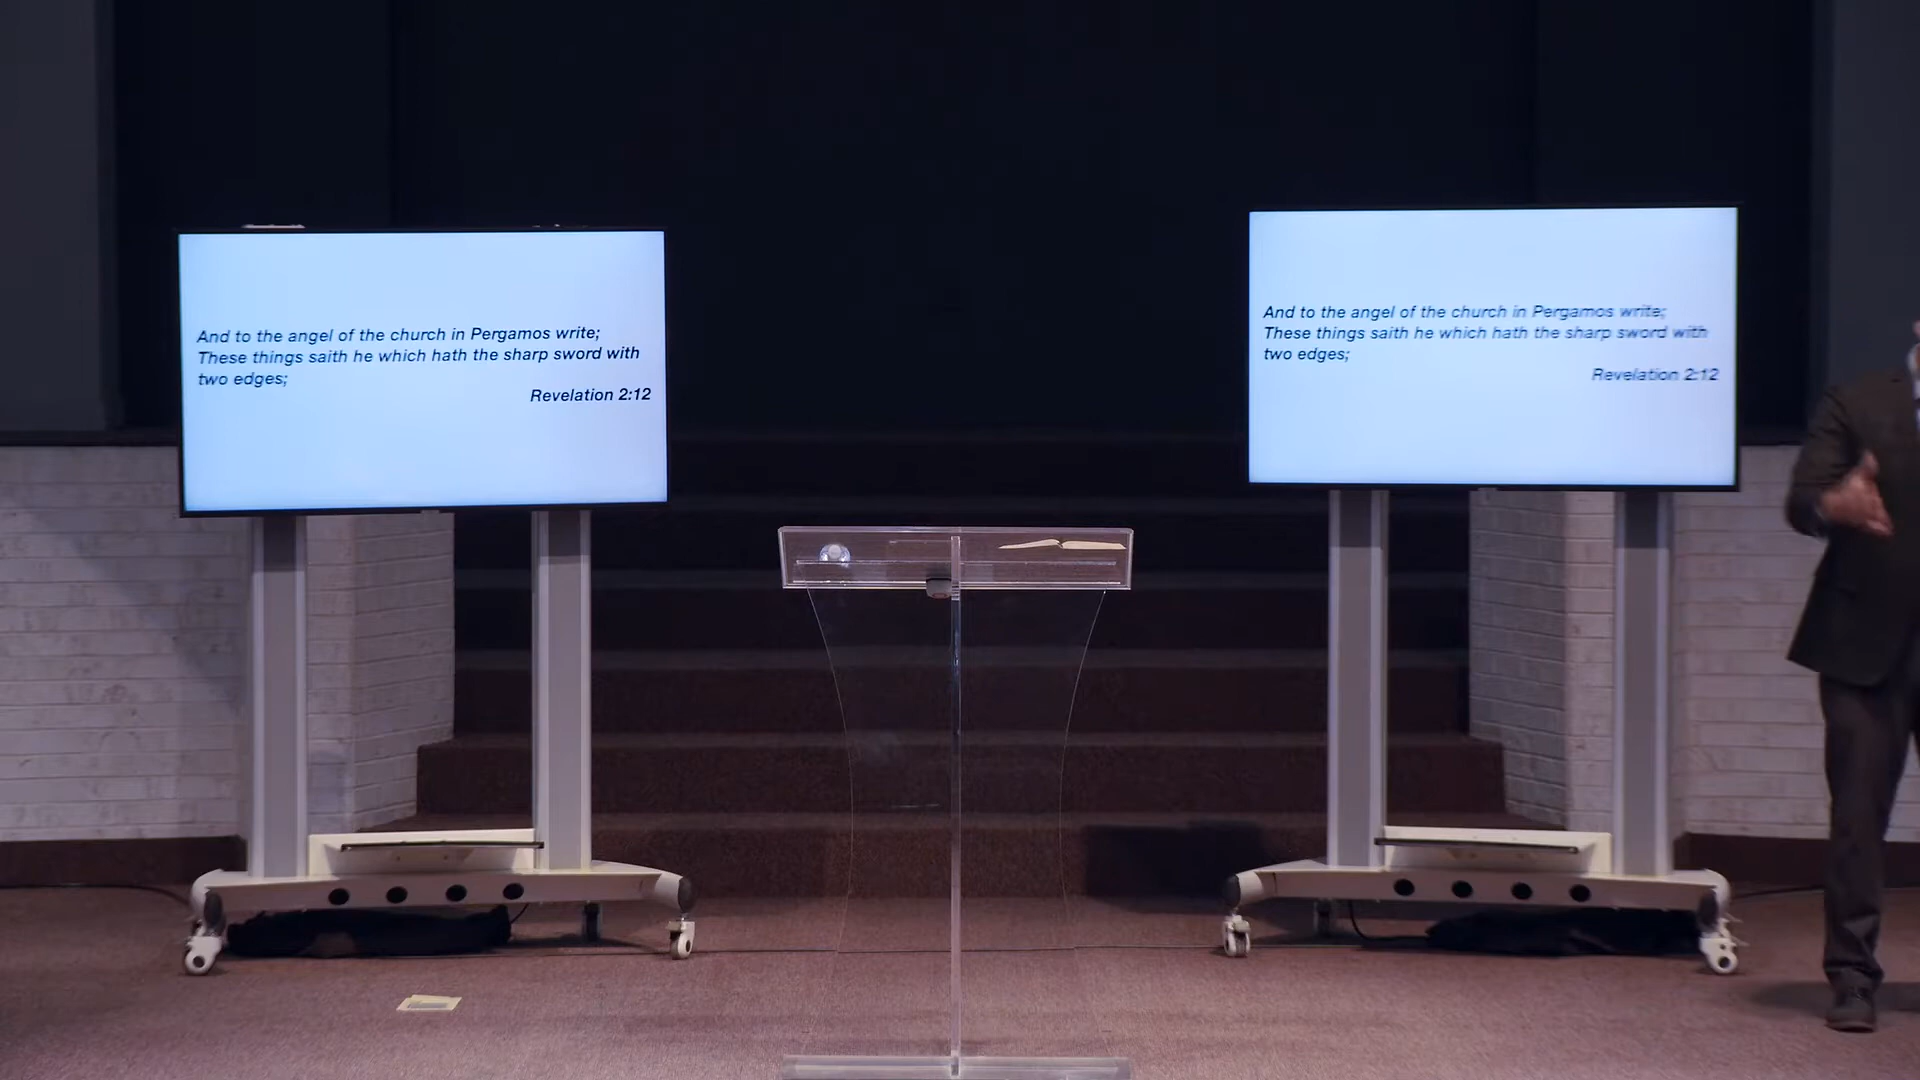 And to the angel of the church in Pergamos write;
These things saith he which hath the sharp sword with
two edges;
Revelation 2:12
And to the angel of the church in Pergamos write;
These things saith he which hath the sharp sword with
two edges;
Revelation 2:12